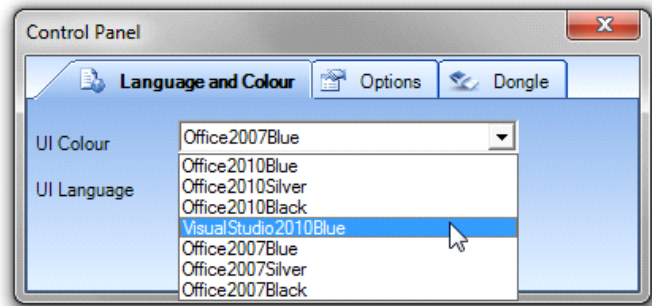 Control Panel
Language and Colour Options Dongle
UI Colour Office2007Blue
Office2010Blue
UI Language Office2010Silver
Office2010Black
VisualStudio2010Blue
Office2007Blue
Office2007Silver
Office2007Black